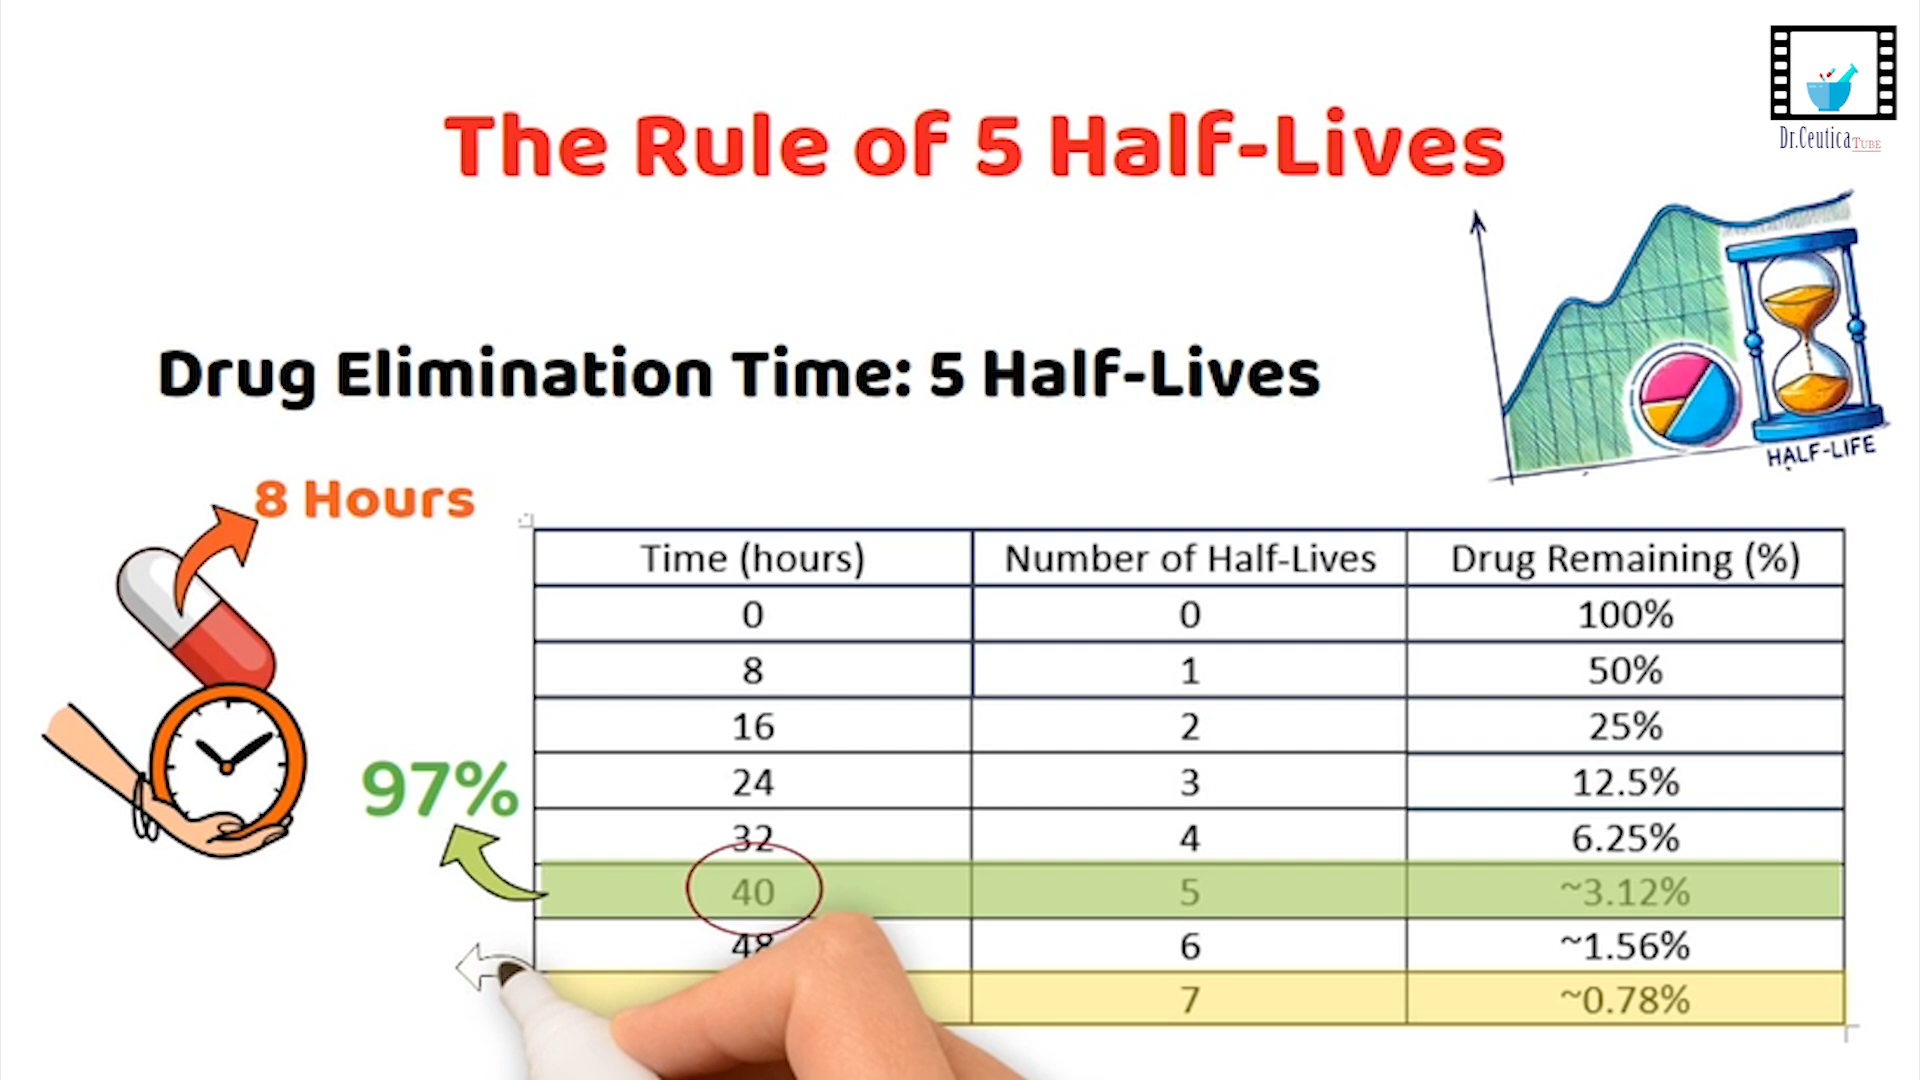 Dr.Ceutica TUBE
The Rule of 5 Half-Lives
HALF-LIFE
Drug Elimination Time: 5 Half-Lives
8 Hours
97%
Time (hours) Number of Half-Lives Drug Remaining (%)
0 0 100%
8 1 50%
16 2 25%
24 3 12.5%
32 4 6.25%
40 5 ~3.12%
48 6 ~1.56%
7 ~0.78%